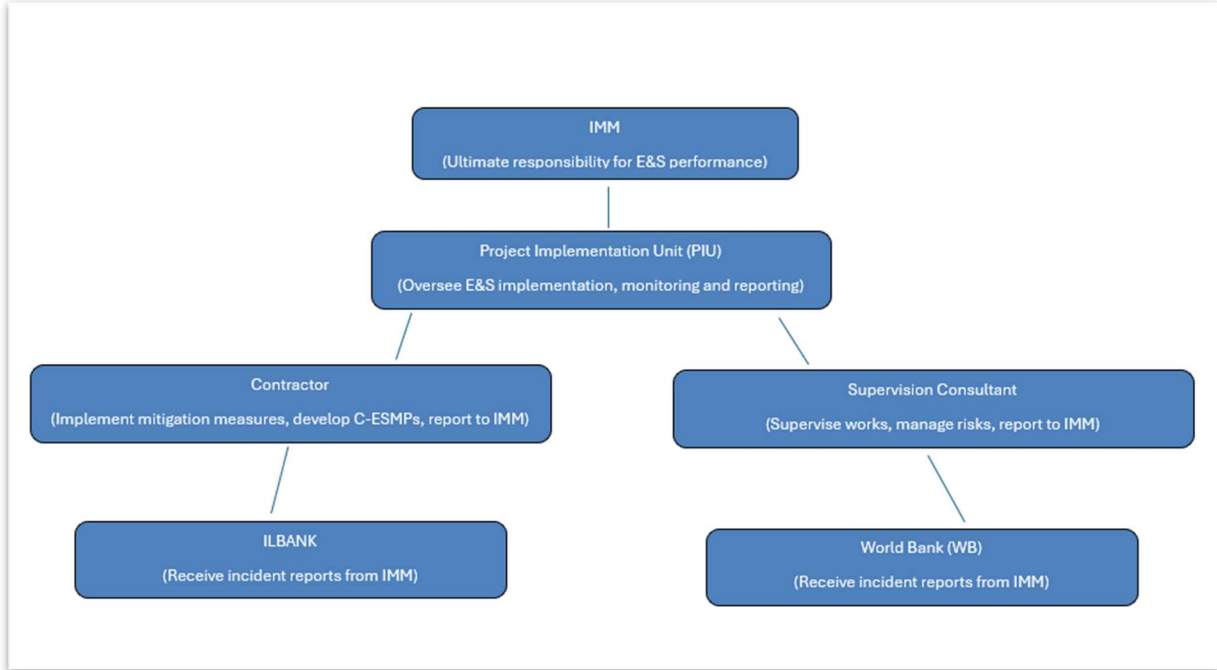 IMM
(Ultimate responsibility for E&S performance)
Project Implementation Unit (PIU)
(Oversee E&S implementation, monitoring and reporting)
Contractor
(Implement mitigation measures, develop C-ESMPs, report to IMM)
Supervision Consultant
(Supervise works, manage risks, report to IMM)
ILBANK
(Receive incident reports from IMM)
World Bank (WB)
(Receive incident reports from IMM)